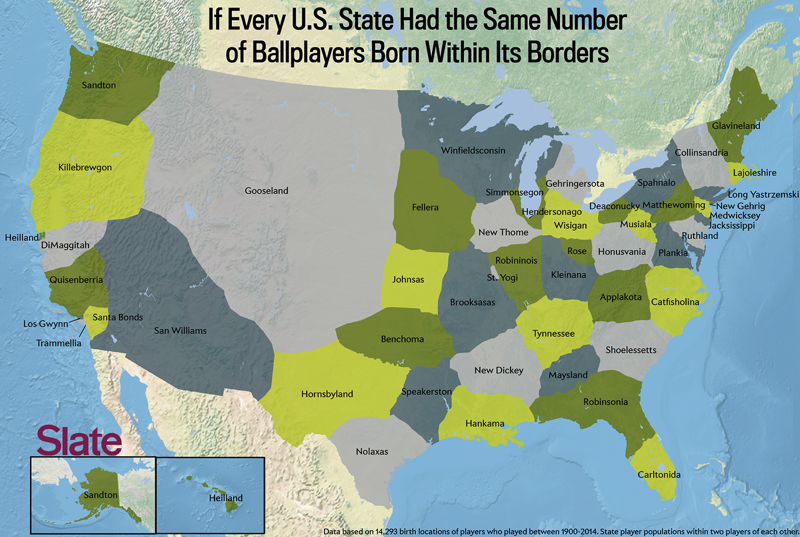 If Every U.S. State Had the Same Number
of Ballplayers Born Within Its Borders
Sandton
Killebrewgon
Gooseland
Winfieldsconsin
Glavineland
Collinsandria
Lajoieshire
Spahnalo
Gehringersota
Simmonsegon
Fellera
Hendersonago
Deaconucky
Matthewoming
Long Yastrzemski
New Gehrig
Medwicksey
Jacksissippi
Wisigan
Musiala
New Thome
Ruthland
Heilland
DiMaggitah
Rose
Honusvania
Plankia
Robininois
Quisenberria
Johnsas
St. Yogi
Kleinana
Brooksasas
Applakota
Catfisholina
Santa Bonds
Los Gwynn
San Williams
Trammellia
Benchoma
Tynnessee
Shoelessetts
New Dickey
Maysland
Hornsbyland
Speakerston
Robinsonia
Hankama
Nolaxas
Carltonida
Slate
Sandton
Heilland
Data based on 14,293 birth locations of players who played between 1900-2014. State player populations within two players of each other.